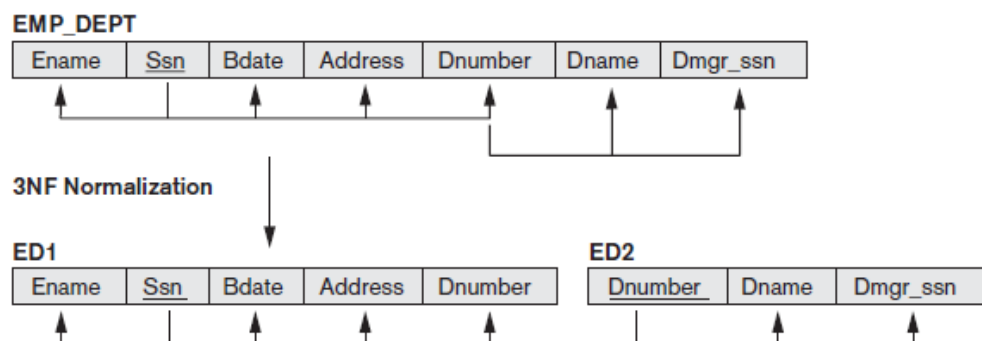 EMP_DEPT
Ename Ssn Bdate Address Dnumber Dname Dmgr_ssn
3NF Normalization
ED1 ED2
Ename Ssn Bdate Address Dnumber Dnumber Dname Dmgr_ssn